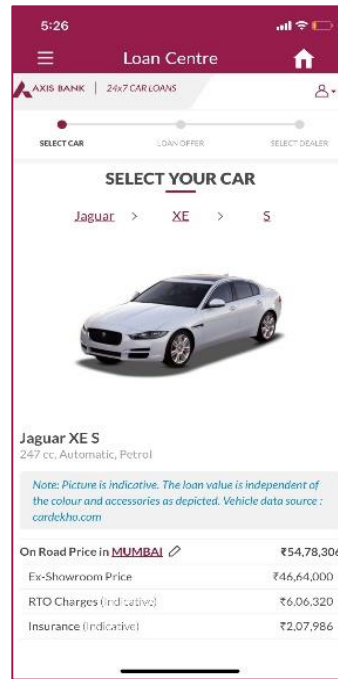 5:26
Loan Centre
AXIS BANK | 24x7 CAR LOANS
SELECT CAR LOAN OFFER SELECT DEALER
SELECT YOUR CAR
Jaguar > XE > S
Jaguar XE S
247 cc, Automatic, Petrol
Note: Picture is indicative. The loan value is independent of
the colour and accessories as depicted. Vehicle data source :
cardekho.com
On Road Price in MUMBAI ₹54,78,306
Ex-Showroom Price ₹46,64,000
RTO Charges (Indicative) ₹6,06,320
Insurance (Indicative) ₹2,07,986